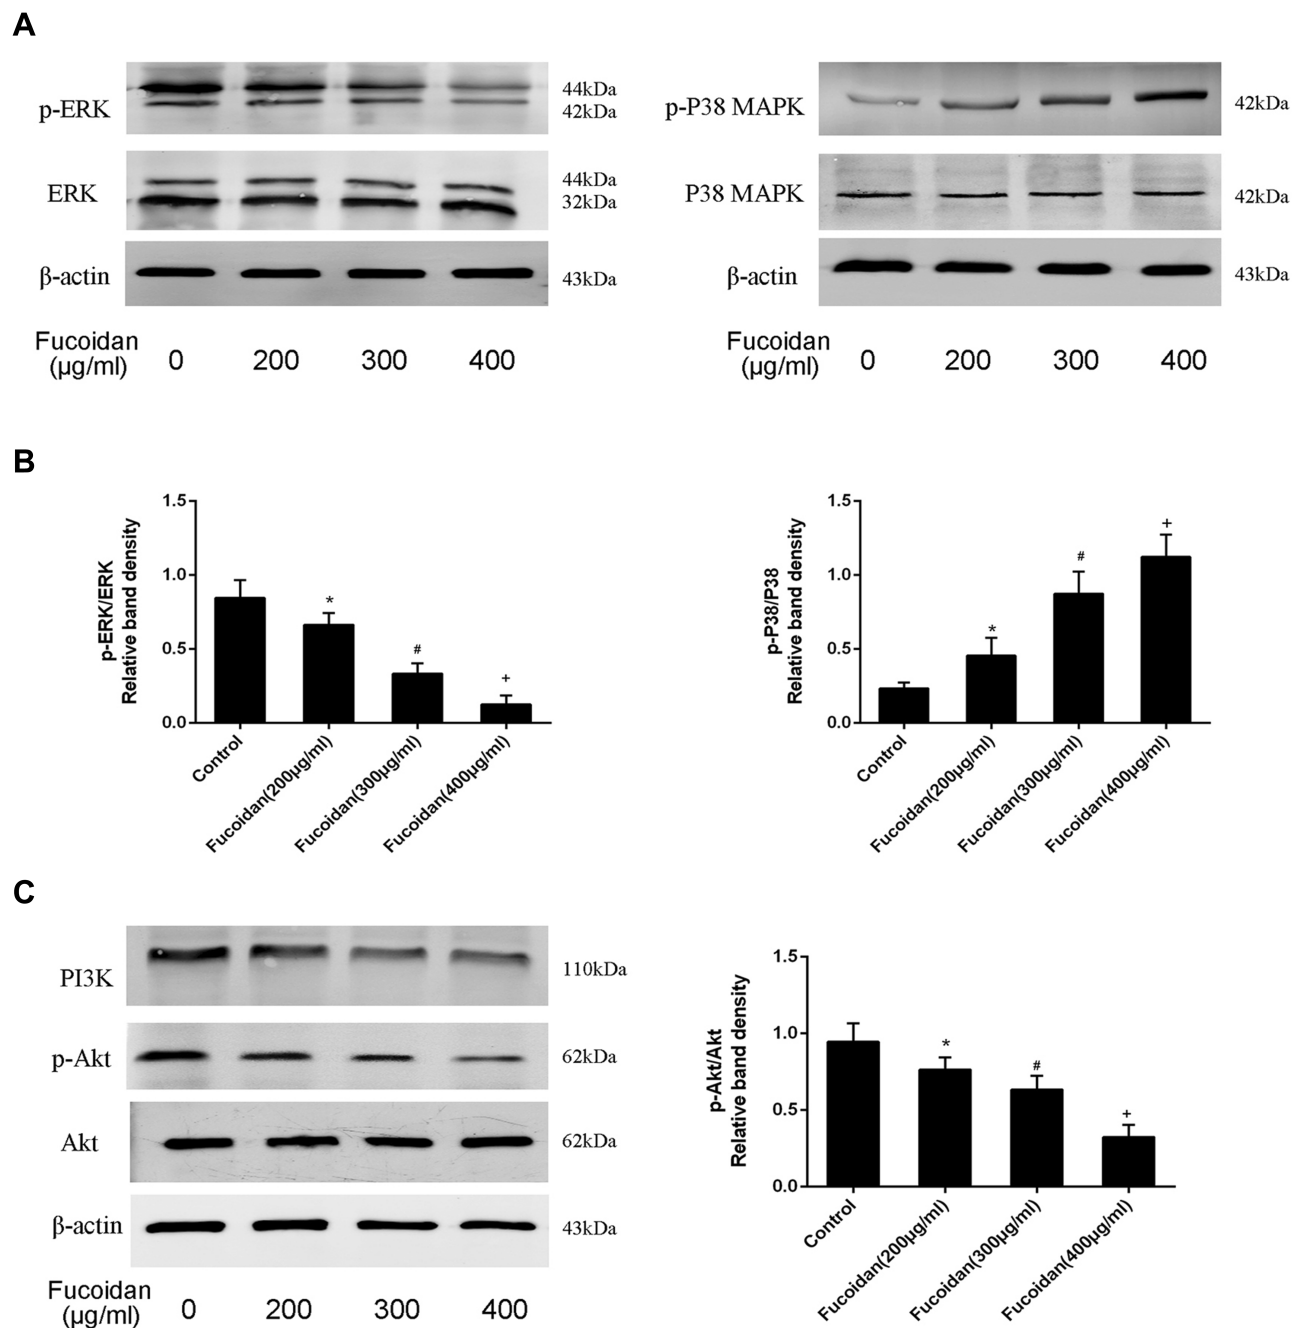 A
p-ERK
44kDa
42kDa
ERK
44kDa
32kDa
β-actin
43kDa
Fucoidan
(μg/ml)
0 200 300 400
p-P38 MAPK
42kDa
P38 MAPK
42kDa
β-actin
43kDa
Fucoidan
(μg/ml)
0 200 300 400
B
p-ERK/ERK
Relative band density
1.5
1.0
0.5
0.0
*
#
+
Control
Fucoidan(200μg/ml)
Fucoidan(300μg/ml)
Fucoidan(400μg/ml)
p-P38/P38
Relative band density
1.5
1.0
0.5
0.0
*
#
+
Control
Fucoidan(200μg/ml)
Fucoidan(300μg/ml)
Fucoidan(400μg/ml)
C
PI3K
110kDa
p-Akt
62kDa
Akt
62kDa
β-actin
43kDa
Fucoidan
(μg/ml)
0 200 300 400
p-Akt/Akt
Relative band density
1.5
1.0
0.5
0.0
*
#
+
Control
Fucoidan(200μg/ml)
Fucoidan(300μg/ml)
Fucoidan(400μg/ml)